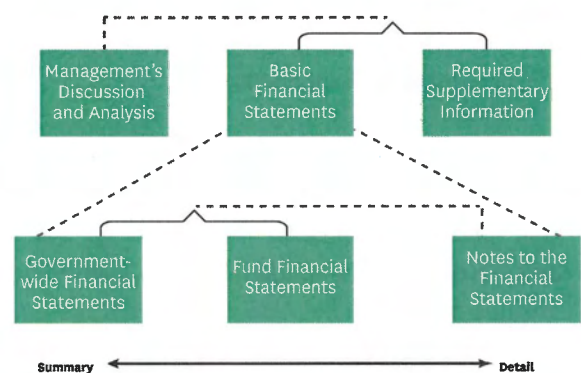 Management's
Discussion
and Analysis
Basic
Financial
Statements
Required
Supplementary
Information
Government-
wide Financial
Statements
Fund Financial
Statements
Notes to the
Financial
Statements
Summary
Detail